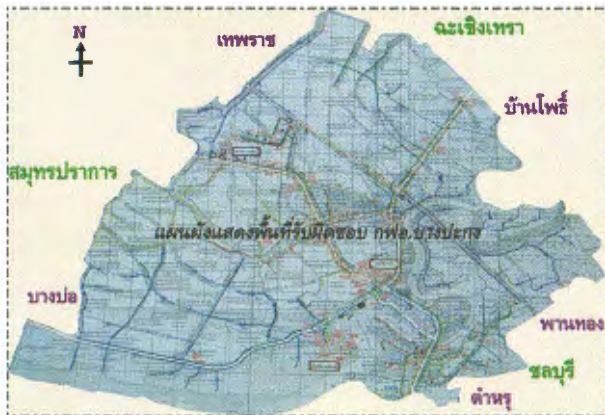 N
เทพราช
ฉะเชิงเทรา
บ้านโพธิ์
สมุทรปราการ
แผนผังแสดงพื้นที่รับผิดชอบ กฟอ.บางปะกง
บางบ่อ
พานทอง
ชลบุรี
ตำหรุ